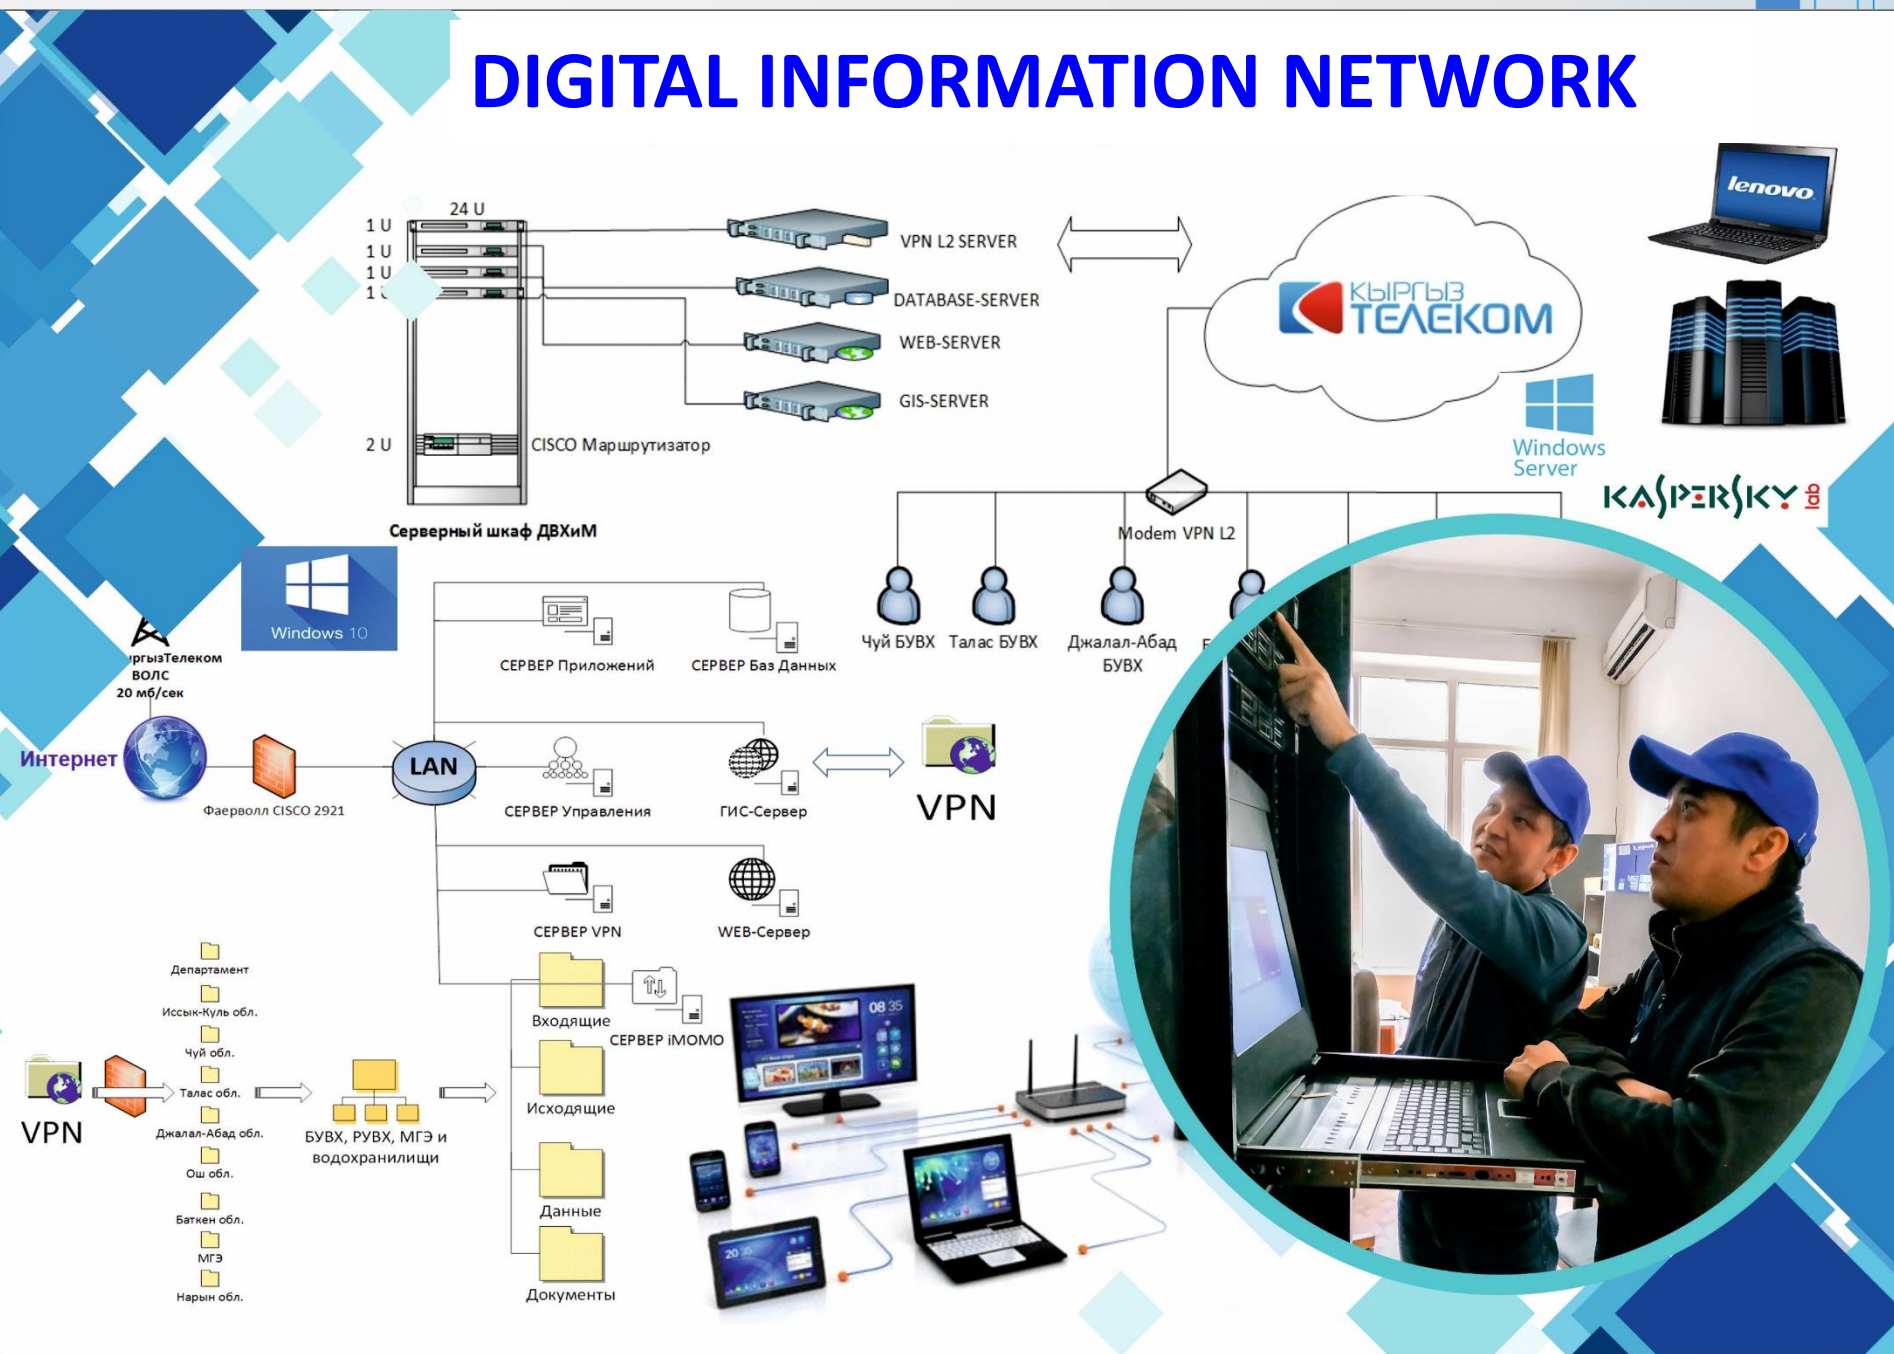 DIGITAL INFORMATION NETWORK
24 U
1 U
1 U
1 U
1
2 U
VPN L2 SERVER
DATABASE-SERVER
WEB-SERVER
GIS-SERVER
CISCO Маршрутизатор
Серверный шкаф ДВХиМ
КЫРГЫЗ
ТЕЛЕКОМ
lenovo
Windows
Server
KASPERSKY lab
Modem VPN L2
Чуй БУВХ
Талас БУВХ
Джалал-Абад
БУВХ
Windows 10
ргызТелеком
ВОЛС
20 мб/сек
Интернет
Фаерволл CISCO 2921
LAN
СЕРВЕР Приложений
СЕРВЕР Баз Данных
СЕРВЕР Управления
ГИС-Сервер
VPN
СЕРВЕР VPN
WEB-Сервер
Департамент
Иссык-Куль обл.
Чуй обл.
Талас обл.
Джалал-Абад обл.
Ош обл.
Баткен обл.
МГЭ
Нарын обл.
VPN
БУВХ, РУВХ, МГЭ и
водохранилищи
Входящие
СЕРВЕР iMOMO
Исходящие
Данные
Документы
08 35
20 35